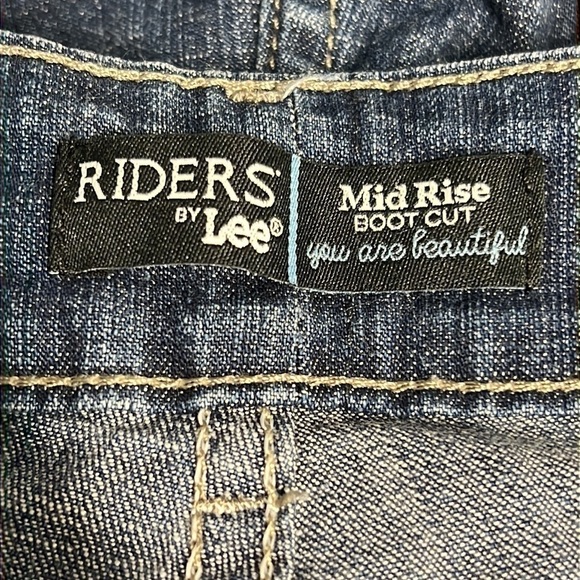 RIDERS®
BY Lee®
Mid Rise
BOOT CUT
you are beautiful